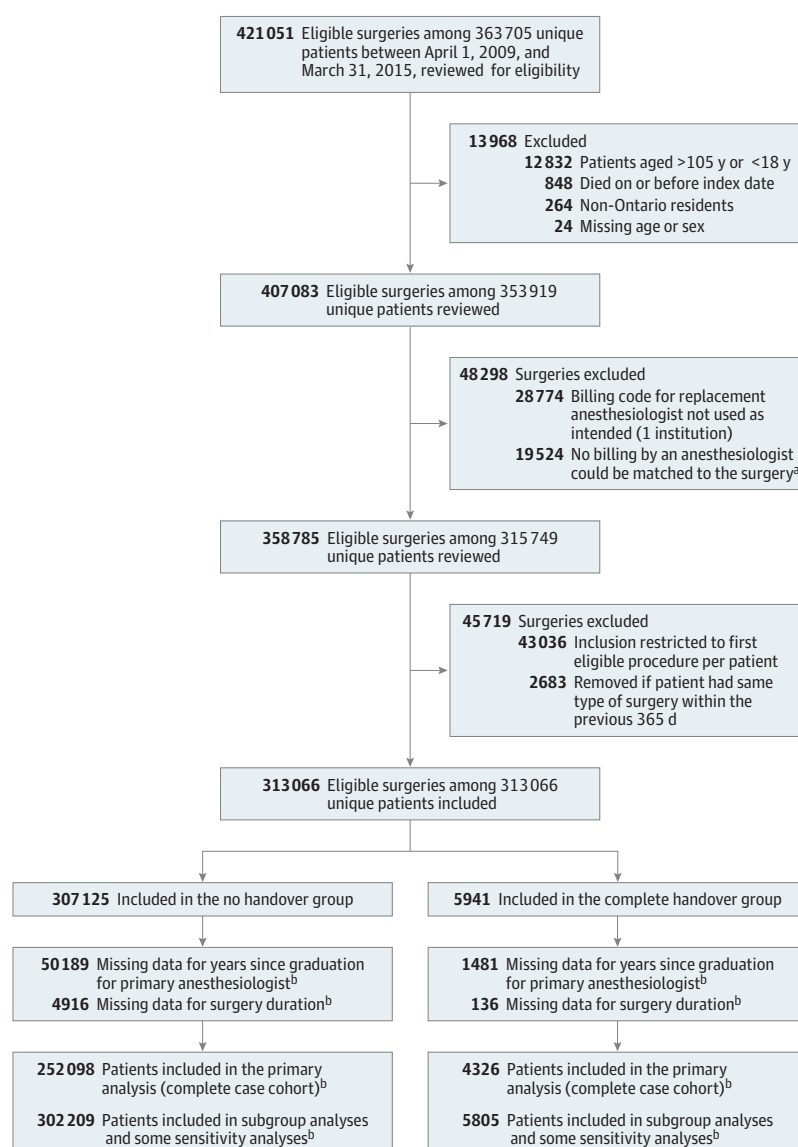 421051 Eligible surgeries among 363705 unique
patients between April 1, 2009, and
March 31, 2015, reviewed for eligibility
13968 Excluded
12832 Patients aged >105 y or <18 y
848 Died on or before index date
264 Non-Ontario residents
24 Missing age or sex
407083 Eligible surgeries among 353919
unique patients reviewed
48298 Surgeries excluded
28774 Billing code for replacement
anesthesiologist not used as
intended (1 institution)
19524 No billing by an anesthesiologist
could be matched to the surgerya
358785 Eligible surgeries among 315749
unique patients reviewed
45719 Surgeries excluded
43036 Inclusion restricted to first
eligible procedure per patient
2683 Removed if patient had same
type of surgery within the
previous 365 d
313066 Eligible surgeries among 313066
unique patients included
307125 Included in the no handover group
5941 Included in the complete handover group
50189 Missing data for years since graduation
for primary anesthesiologistb
4916 Missing data for surgery durationb
1481 Missing data for years since graduation
for primary anesthesiologistb
136 Missing data for surgery durationb
252098 Patients included in the primary
analysis (complete case cohort)b
302209 Patients included in subgroup analyses
and some sensitivity analysesb
4326 Patients included in the primary
analysis (complete case cohort)b
5805 Patients included in subgroup analyses
and some sensitivity analysesb